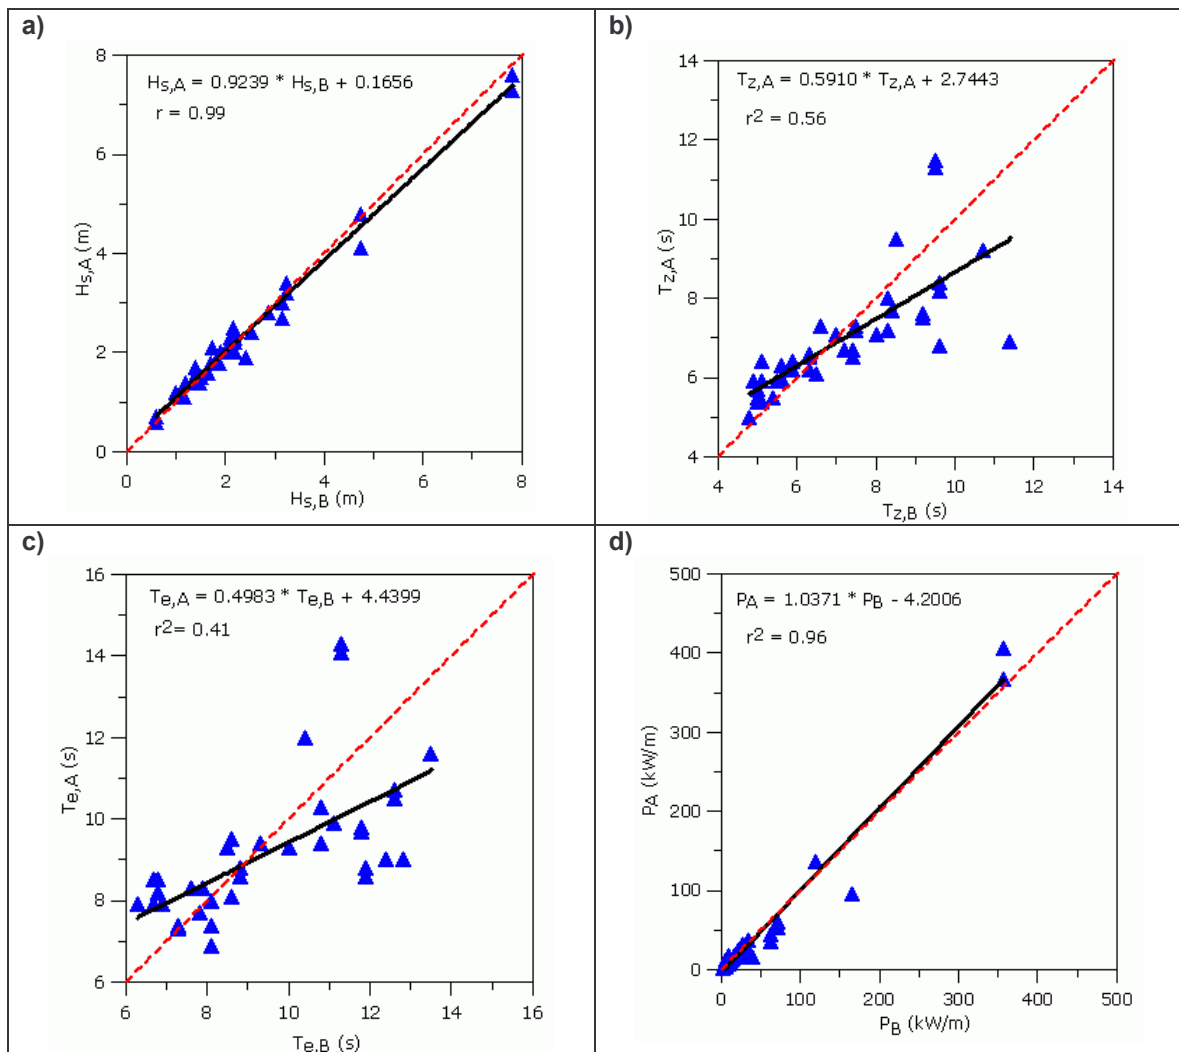 a)
8
6
4
2
0
0 2 4 6 8
Hs,A (m)
Hs,B (m)
Hs,A = 0.9239 * Hs,B + 0.1656
r = 0.99
b)
14
12
10
8
6
4
4 6 8 10 12 14
Tz,A (s)
Tz,B (s)
Tz,A = 0.5910 * Tz,A + 2.7443
r2 = 0.56
c)
16
14
12
10
8
6
6 8 10 12 14 16
Te,A (s)
Te,B (s)
Te,A = 0.4983 * Te,B + 4.4399
r2= 0.41
d)
500
400
300
200
100
0
0 100 200 300 400 500
PA (kW/m)
PB (kW/m)
PA = 1.0371 * PB - 4.2006
r2 = 0.96